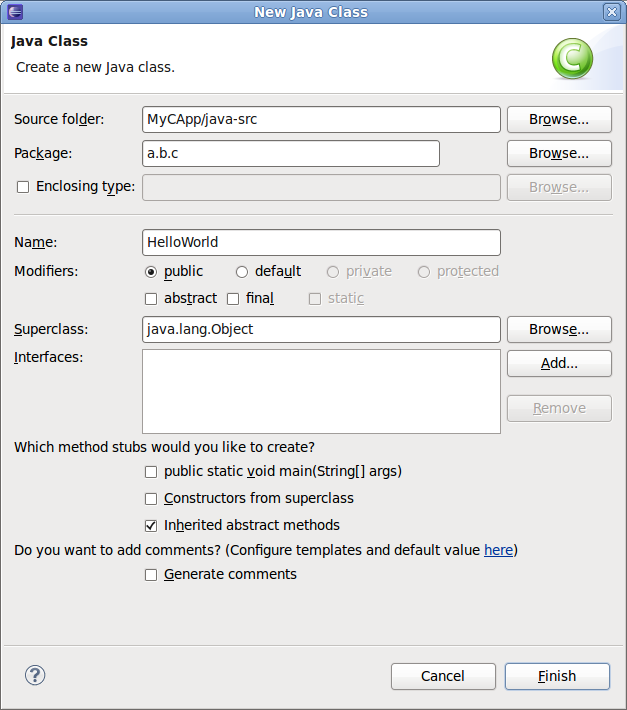 New Java Class
Java Class
Create a new Java class.
C
Source folder: MyCApp/java-src Browse...
Package: a.b.c Browse...
Enclosing type: Browse...
Name: HelloWorld
Modifiers: public default private protected
abstract final static
Superclass: java.lang.Object Browse...
Interfaces: Add...
Remove
Which method stubs would you like to create?
public static void main(String[] args)
Constructors from superclass
Inherited abstract methods
Do you want to add comments? (Configure templates and default value here)
Generate comments
? Cancel Finish